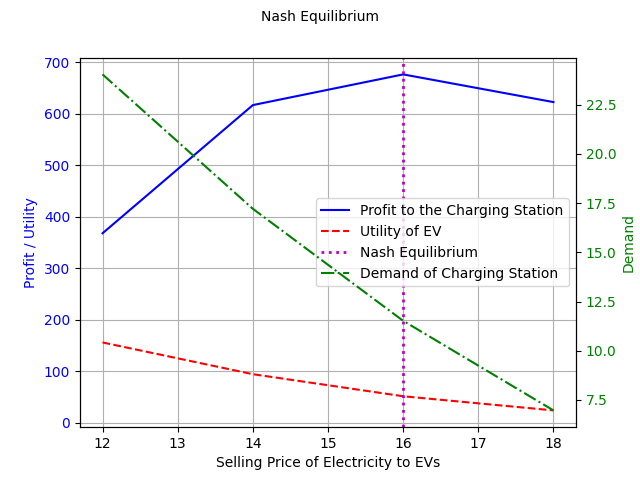 Nash Equilibrium
700
600
500
400
300
200
100
0
Profit / Utility
22.5
20.0
17.5
15.0
12.5
10.0
7.5
Demand
Profit to the Charging Station
Utility of EV
Nash Equilibrium
Demand of Charging Station
12 13 14 15 16 17 18
Selling Price of Electricity to EVs